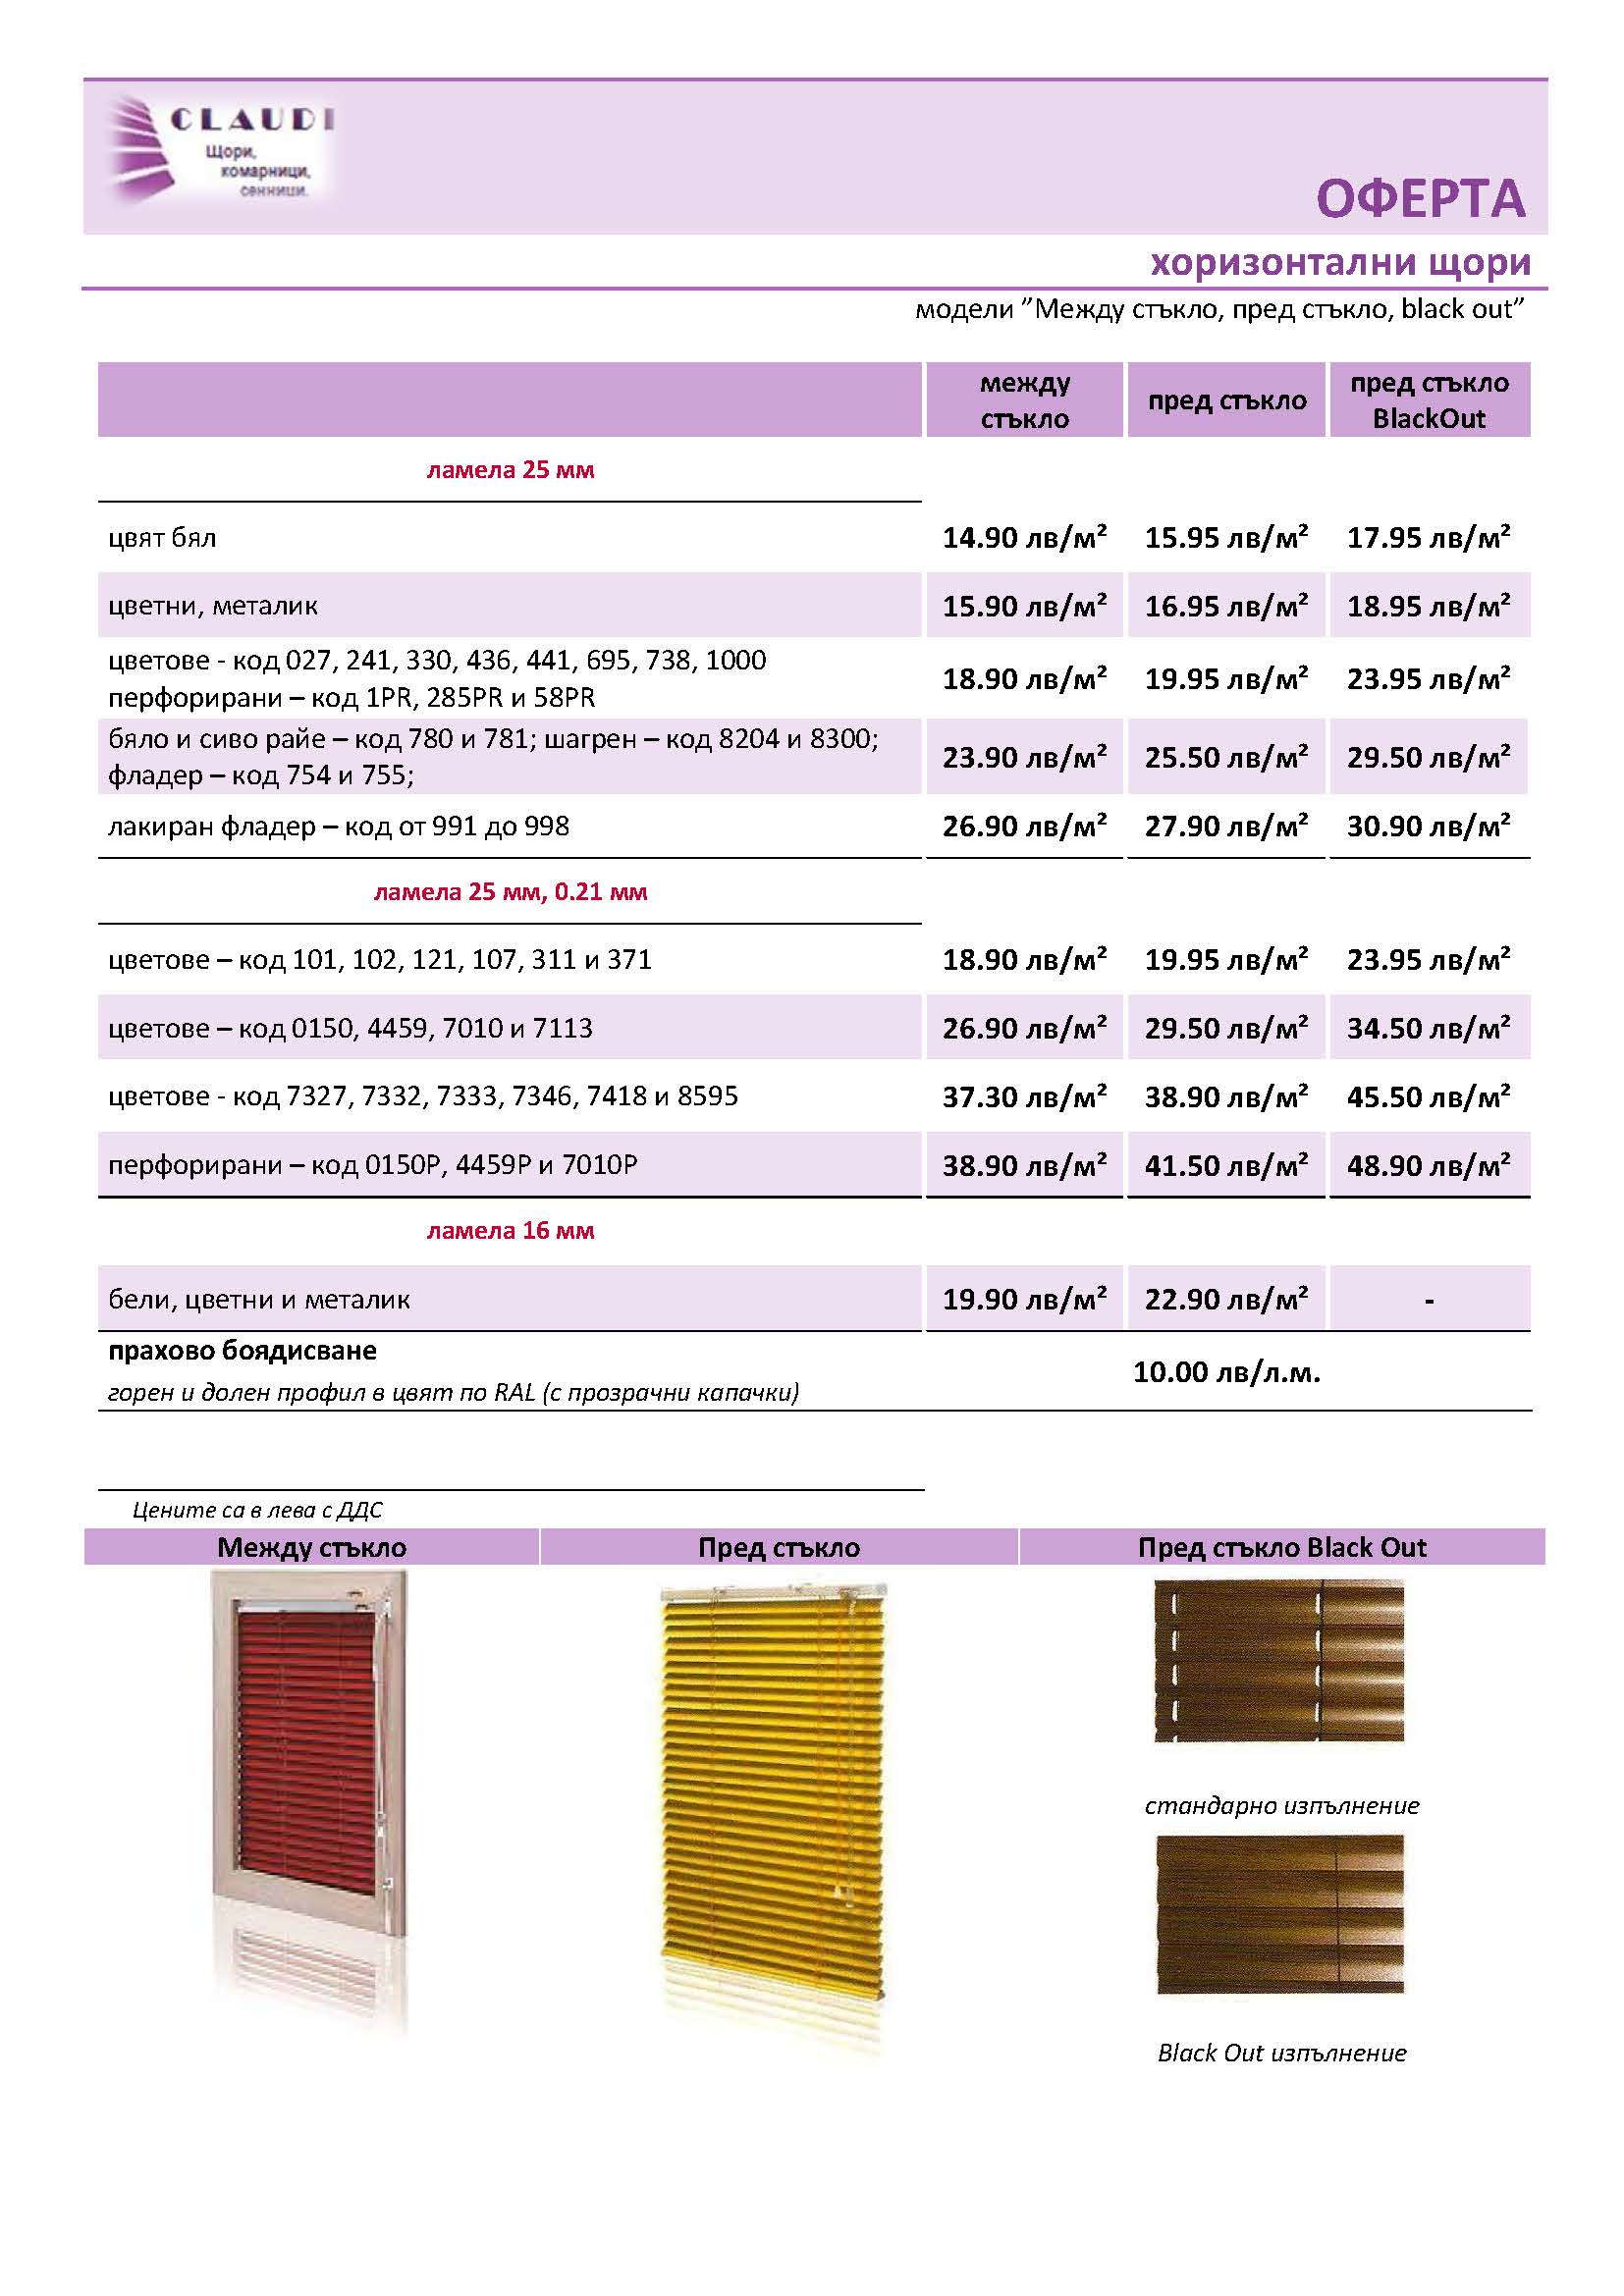 CLAUDI
Щори,
комарници,
сенници.
ОФЕРТА
хоризонтални щори
модели ”Между стъкло, пред стъкло, black out”
между
стъкло
пред стъкло
пред стъкло
BlackOut
ламела 25 мм
цвят бял 14.90 лв/м² 15.95 лв/м² 17.95 лв/м²
цветни, металик 15.90 лв/м² 16.95 лв/м² 18.95 лв/м²
цветове - код 027, 241, 330, 436, 441, 695, 738, 1000
перфорирани – код 1PR, 285PR и 58PR
18.90 лв/м² 19.95 лв/м² 23.95 лв/м²
бяло и сиво райе – код 780 и 781; шагрен – код 8204 и 8300;
фладер – код 754 и 755;
23.90 лв/м² 25.50 лв/м² 29.50 лв/м²
лакиран фладер – код от 991 до 998 26.90 лв/м² 27.90 лв/м² 30.90 лв/м²
ламела 25 мм, 0.21 мм
цветове – код 101, 102, 121, 107, 311 и 371 18.90 лв/м² 19.95 лв/м² 23.95 лв/м²
цветове – код 0150, 4459, 7010 и 7113 26.90 лв/м² 29.50 лв/м² 34.50 лв/м²
цветове - код 7327, 7332, 7333, 7346, 7418 и 8595 37.30 лв/м² 38.90 лв/м² 45.50 лв/м²
перфорирани – код 0150P, 4459P и 7010P 38.90 лв/м² 41.50 лв/м² 48.90 лв/м²
ламела 16 мм
бели, цветни и металик 19.90 лв/м² 22.90 лв/м² -
прахово боядисване
горен и долен профил в цвят по RAL (с прозрачни капачки)
10.00 лв/л.м.
Цените са в лева с ДДС
Между стъкло Пред стъкло Пред стъкло Black Out
стандарно изпълнение
Black Out изпълнение